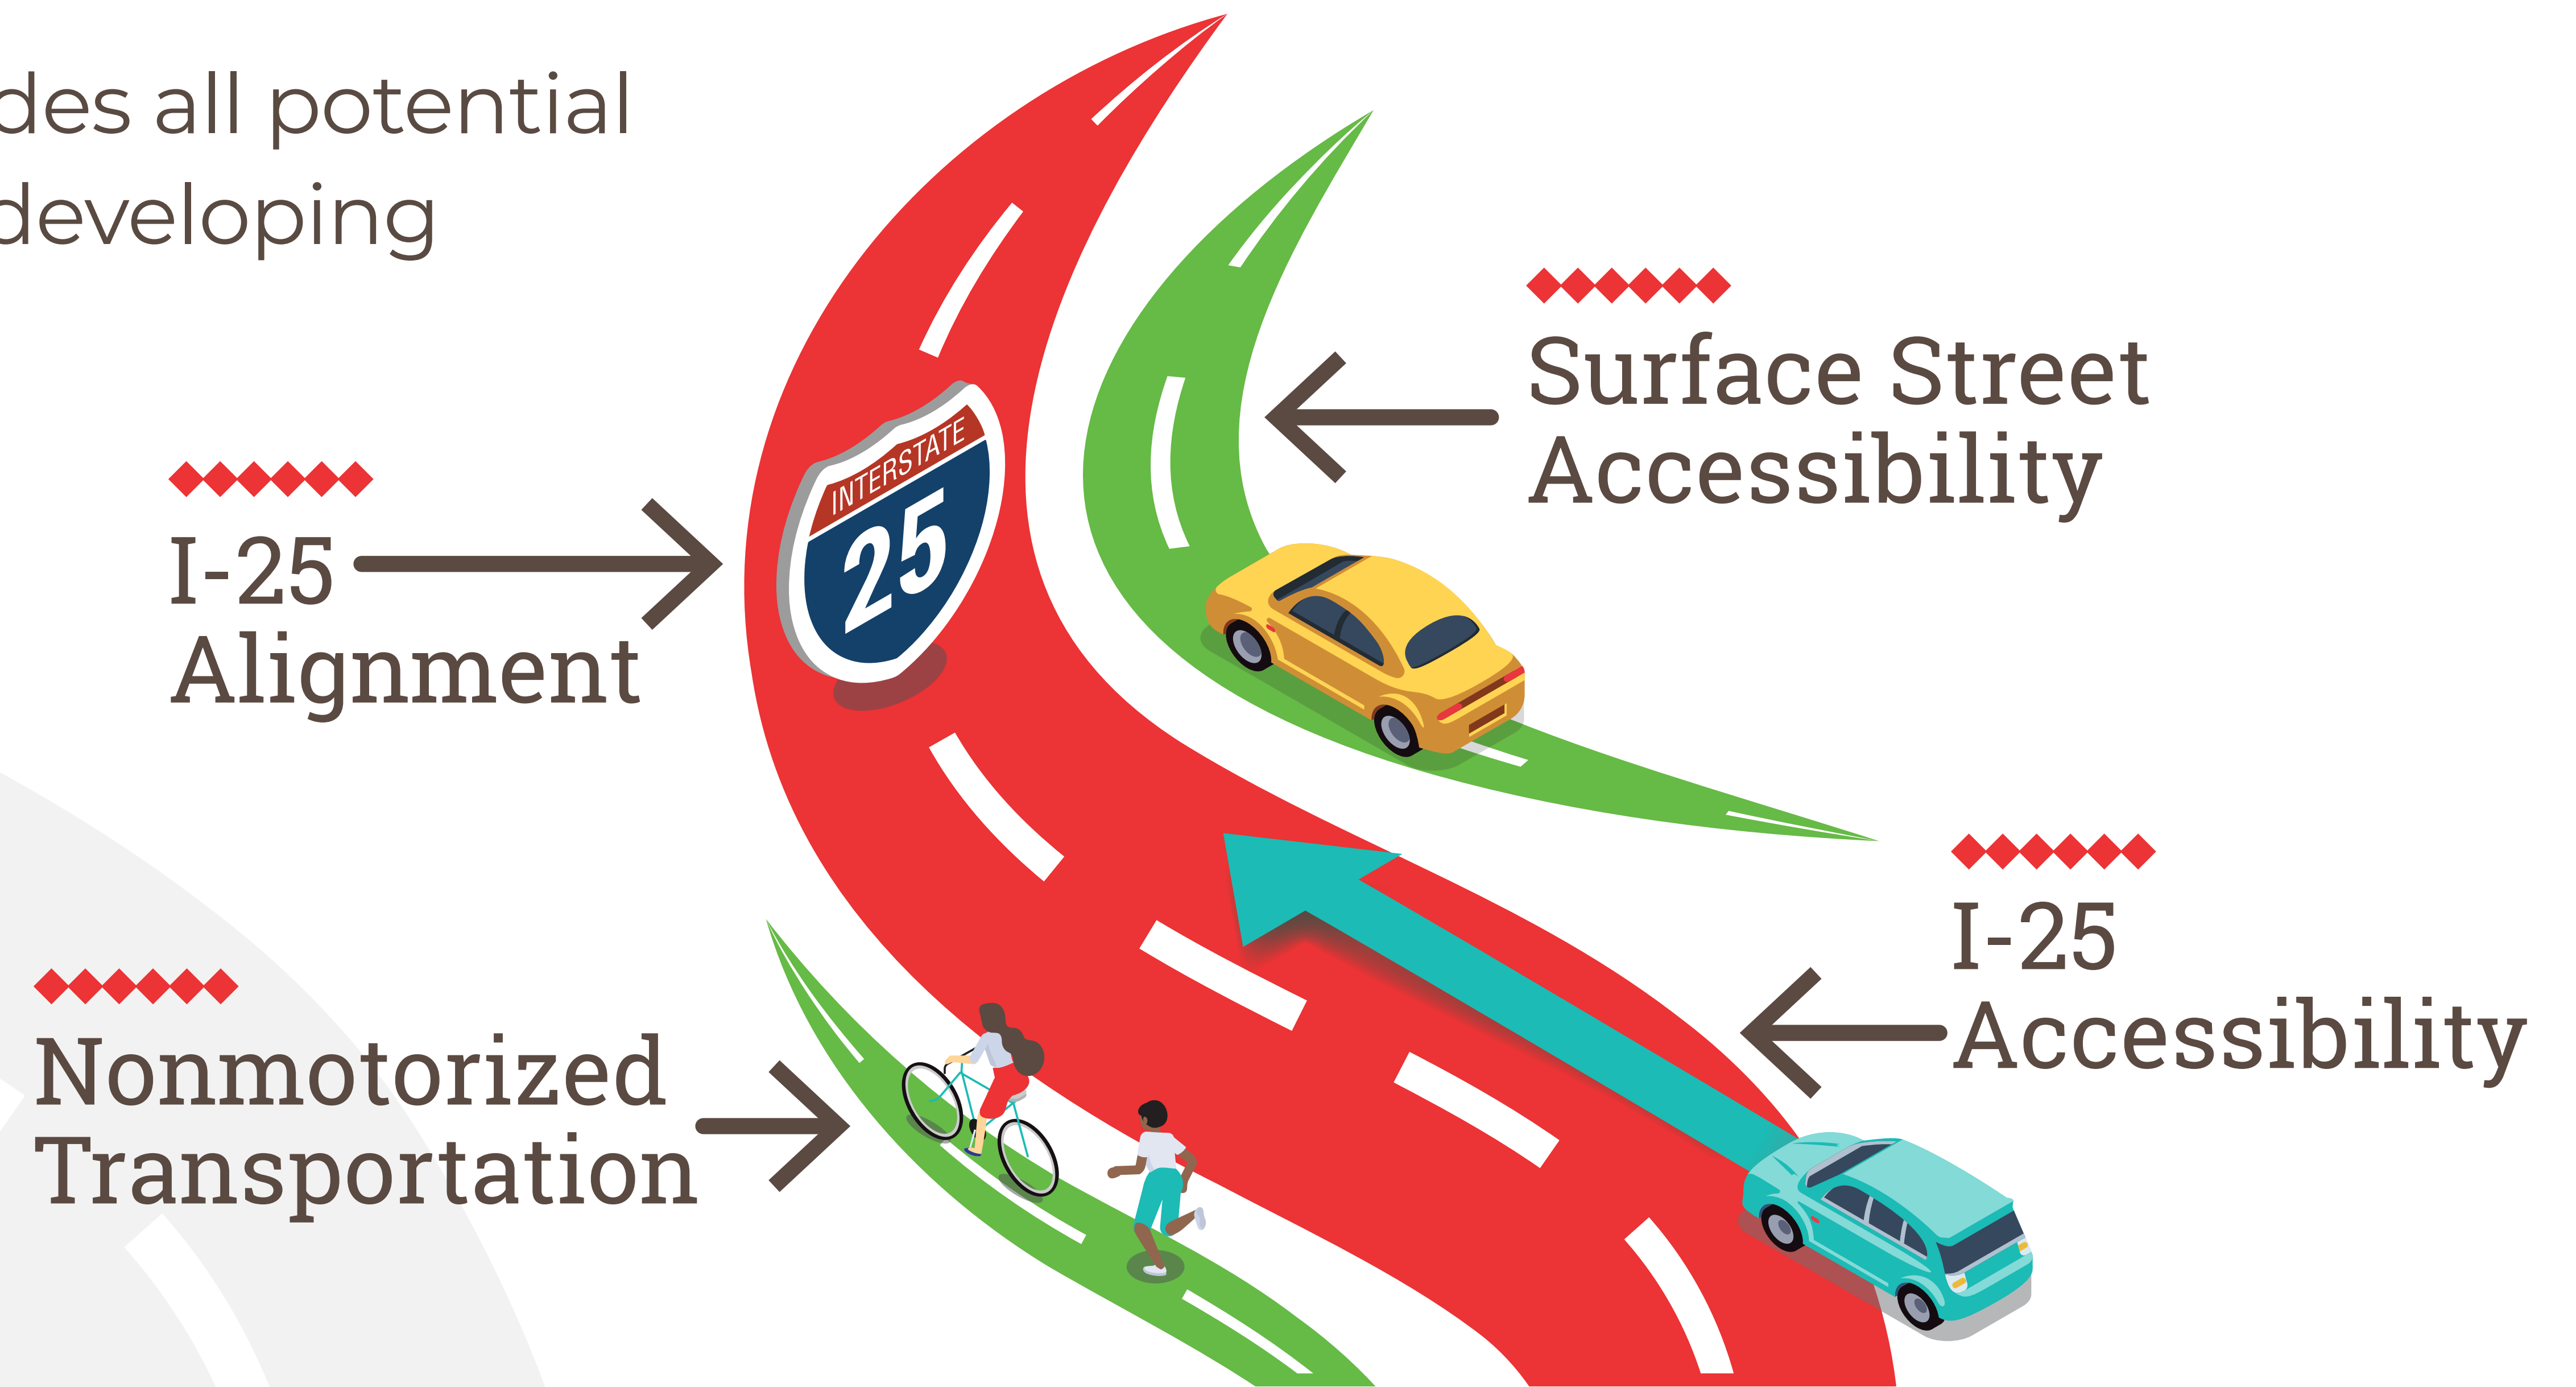 des all potential
developing
Surface Street
Accessibility
INTERSTATE
25
I-25
Alignment
I-25
Accessibility
Nonmotorized
Transportation